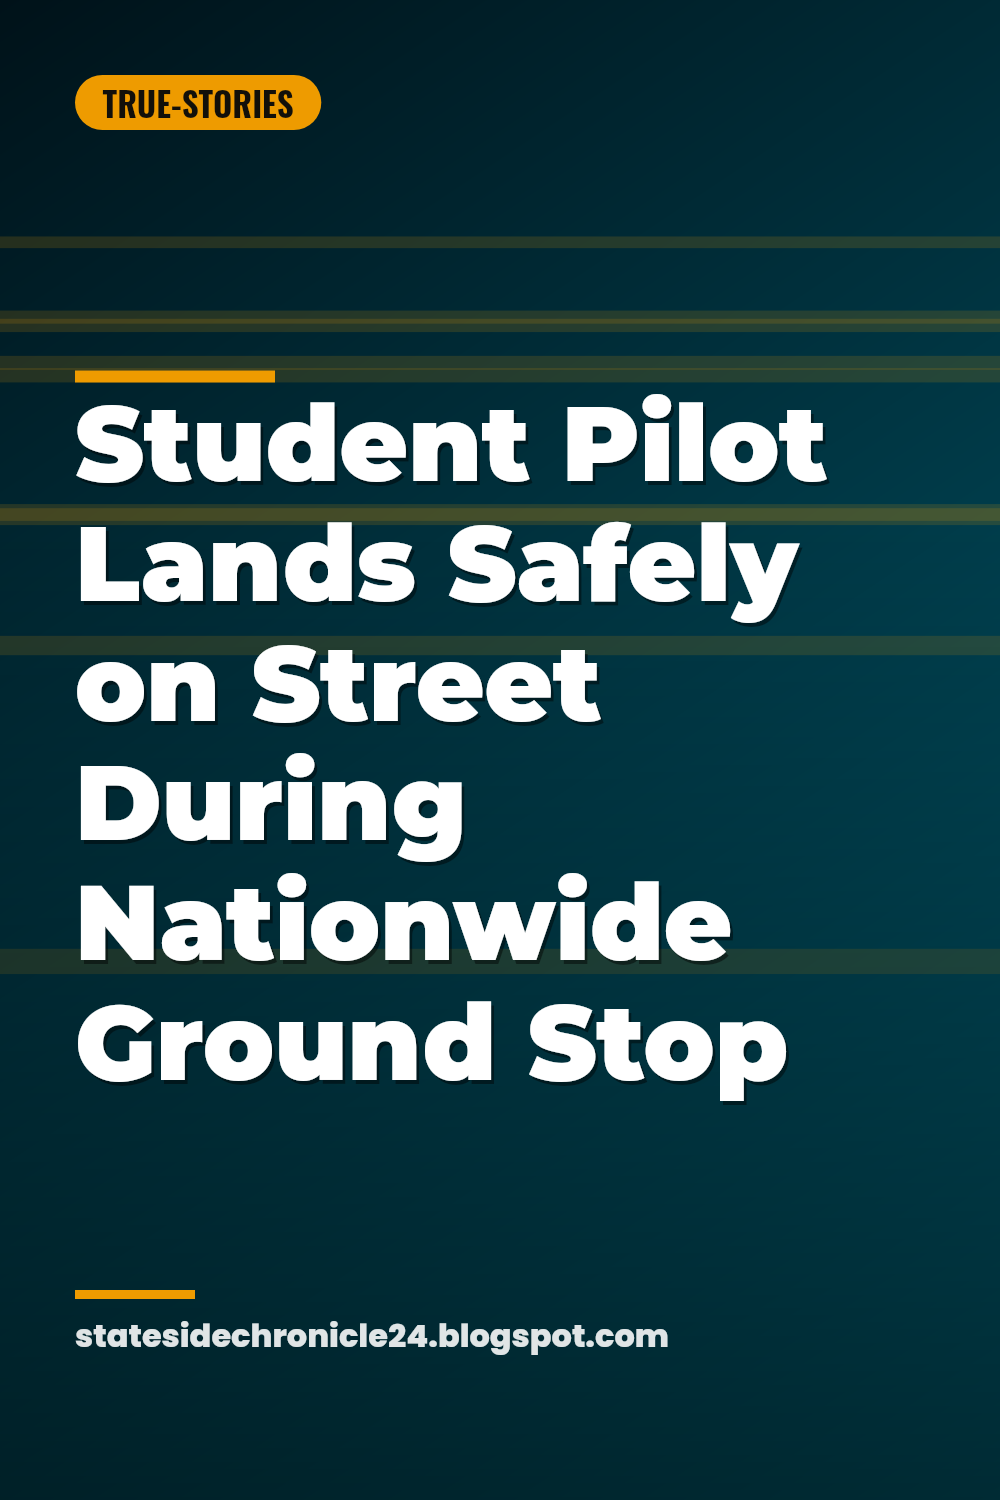 TRUE-STORIES
Student Pilot
Lands Safely
on Street
During
Nationwide
Ground Stop
statesidechronicle24.blogspot.com